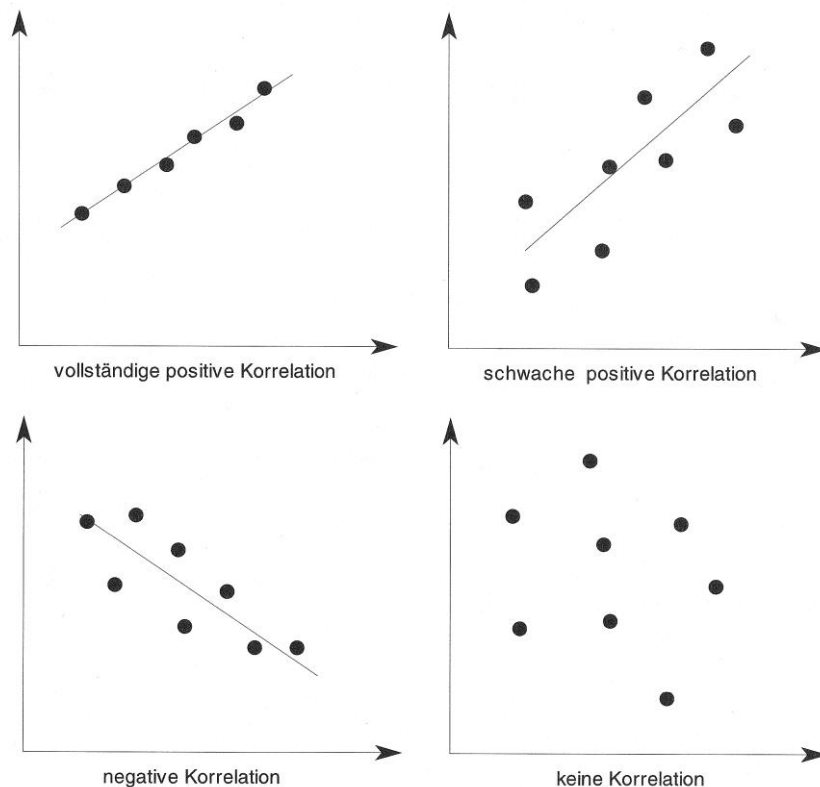 vollständige positive Korrelation
schwache positive Korrelation
negative Korrelation
keine Korrelation